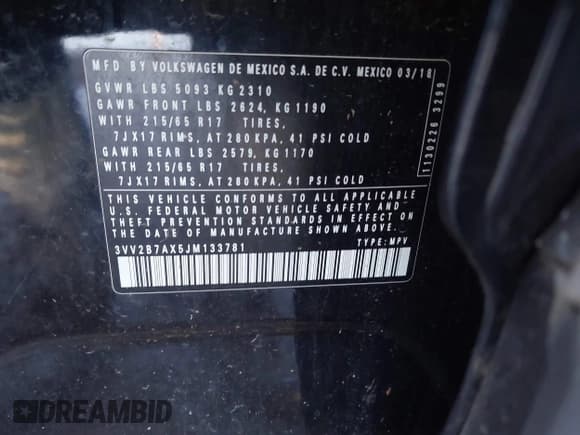 MFD BY VOLKSWAGEN DE MEXICO S.A. DE C.V. MEXICO 03/18
GVWR LBS 5093 KG 2310
GAWR FRONT LBS 2624, KG 1190
WITH 215/65 R17 TIRES,
7JX17 RIMS, AT 280 KPA, 41 PSI COLD
GAWR REAR LBS 2579, KG 1170
WITH 215/65 R17 TIRES,
7JX17 RIMS, AT 280 KPA, 41 PSI COLD
THIS VEHICLE CONFORMS TO ALL APPLICABLE
U.S. FEDERAL MOTOR VEHICLE SAFETY AND
THEFT PREVENTION STANDARDS IN EFFECT ON
THE DATE OF MANUFACTURE SHOWN ABOVE.
3VV2B7AX5JM133781 TYPE: MPV
1130226 3299
DREAMBID